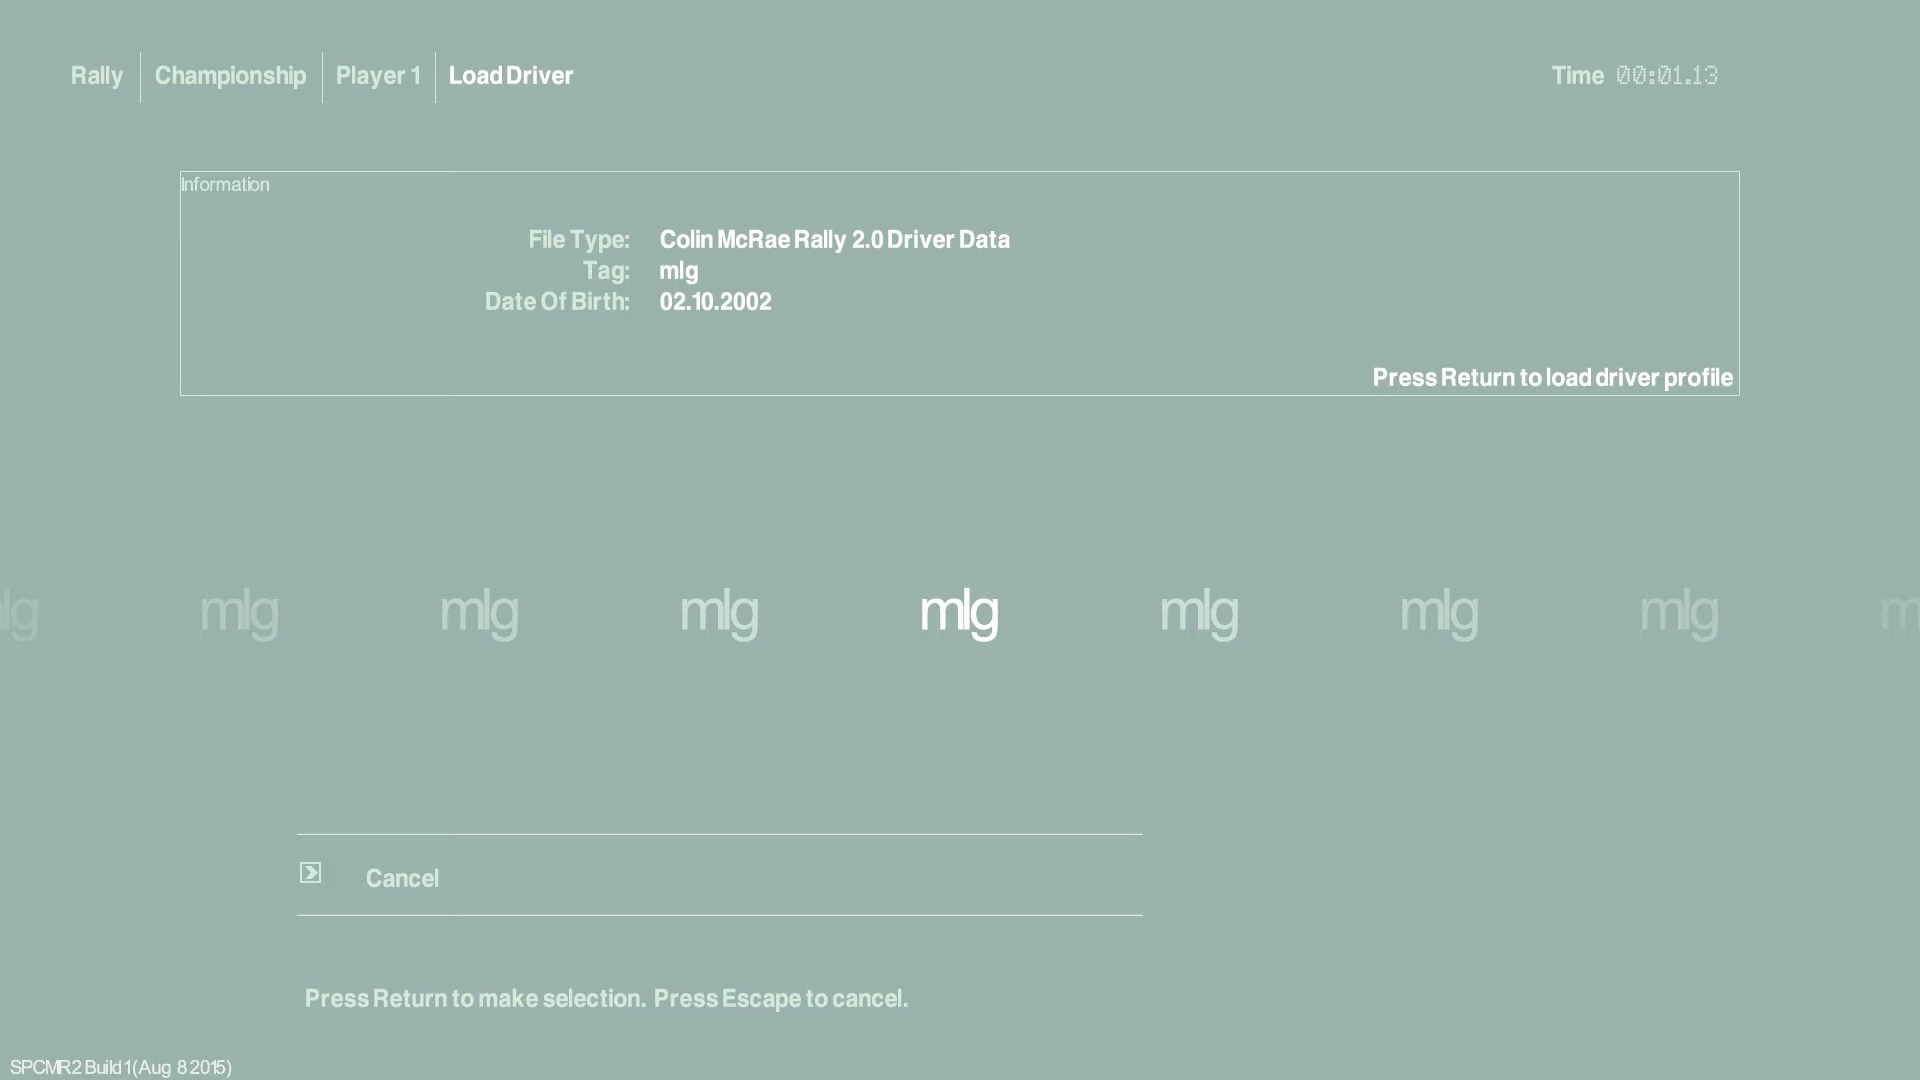 Rally Championship Player 1 Load Driver Time 00:01.13
Information
File Type: Colin McRae Rally 2.0 Driver Data
Tag: mlg
Date Of Birth: 02.10.2002
Press Return to load driver profile
lg mlg mlg mlg mlg mlg mlg mlg m
Cancel
Press Return to make selection. Press Escape to cancel.
SPCMR2 Build 1 (Aug 8 2015)